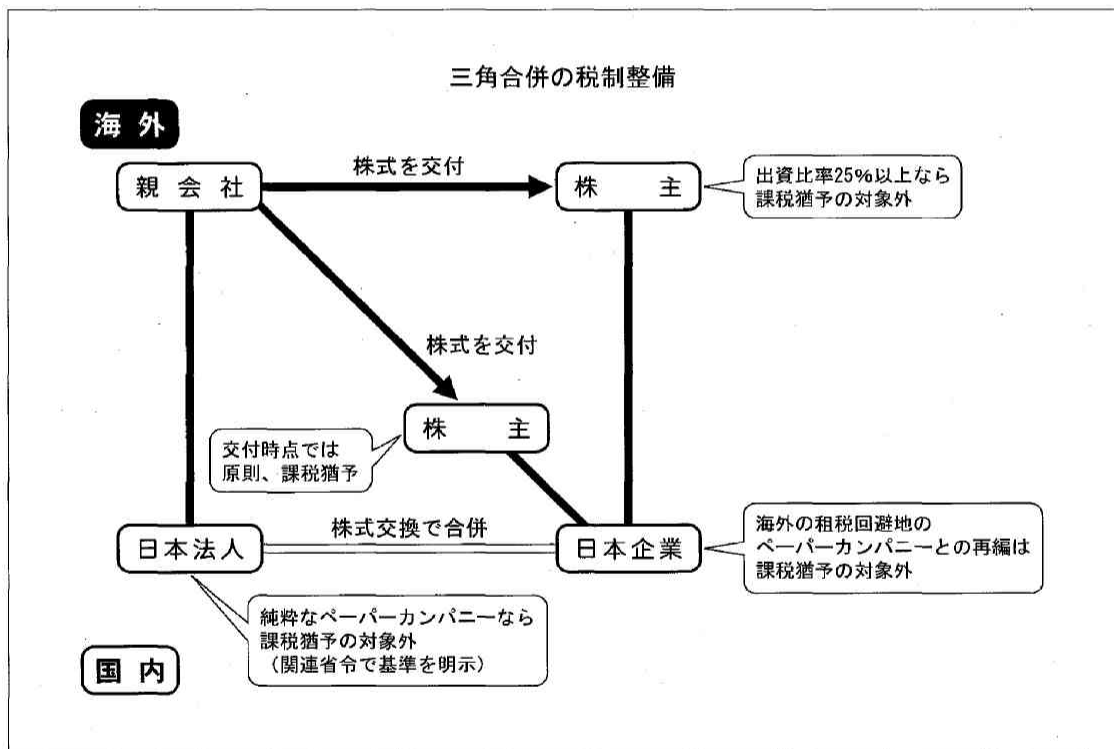 三角合併の税制整備
海外
株式を交付
親会社
株主
出資比率25%以上なら
課税猶予の対象外
株式を交付
株主
交付時点では
原則、課税猶予
株式交換で合併
日本法人
日本企業
海外の租税回避地の
ペーパーカンパニーとの再編は
課税猶予の対象外
純粋なペーパーカンパニーなら
課税猶予の対象外
（関連省令で基準を明示）
国内